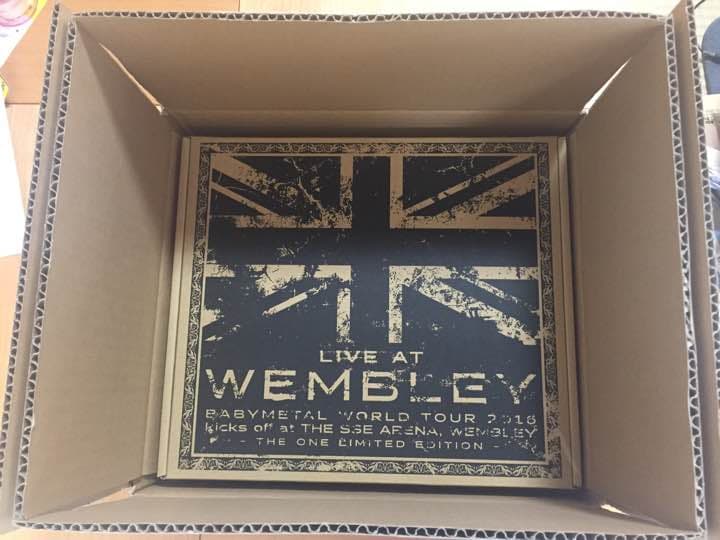 LIVE AT
WEMBLEY
BABYMETAL WORLD TOUR 2016
kicks off at THE SSE ARENA, WEMBLEY
- THE ONE LIMITED EDITION -